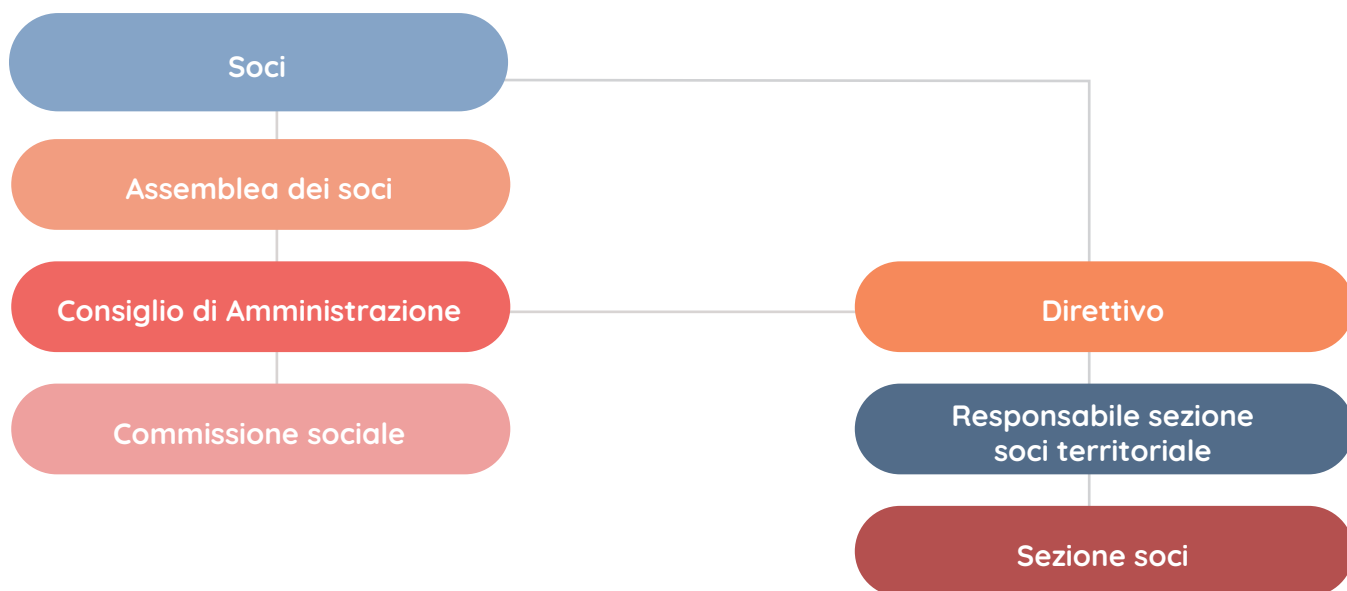 Soci
Assemblea dei soci
Consiglio di Amministrazione
Direttivo
Commissione sociale
Responsabile sezione
soci territoriale
Sezione soci